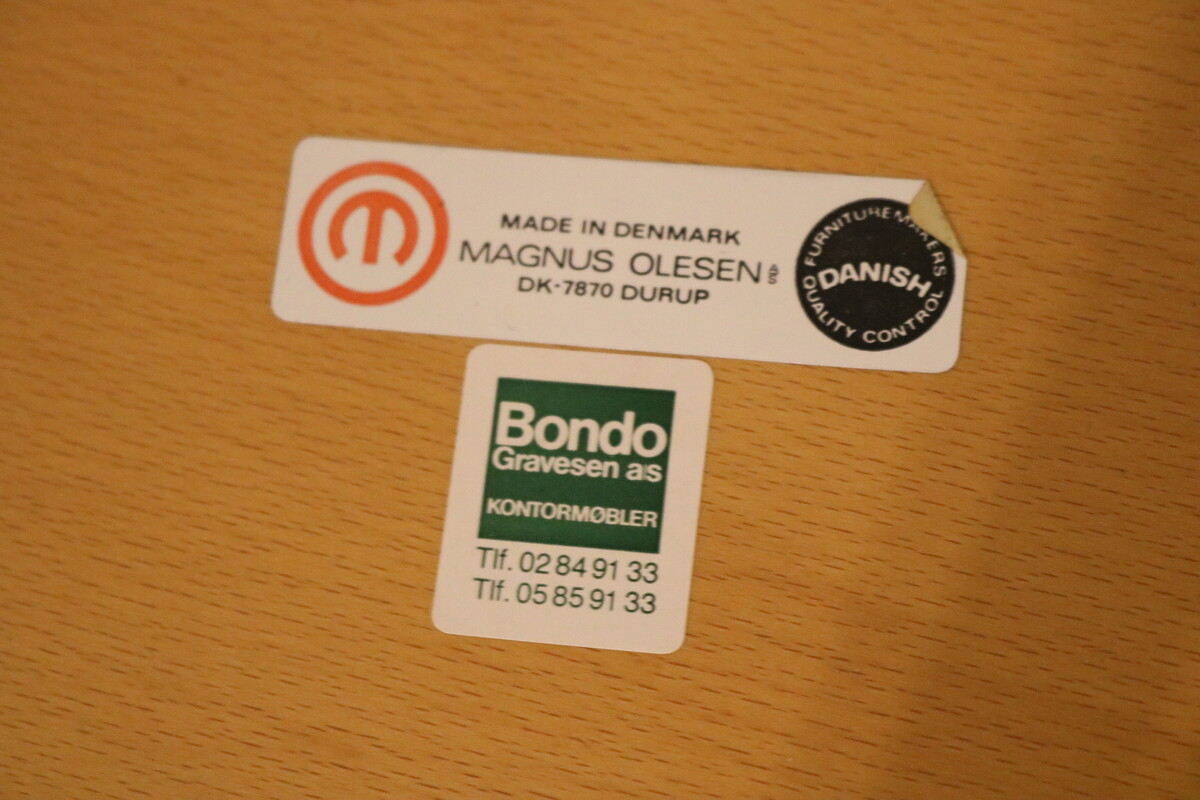 MADE IN DENMARK
MAGNUS OLESEN A/S
DK-7870 DURUP
FURNITUREMAKERS
DANISH
QUALITY CONTROL
Bondo
Gravesen a/s
KONTORMØBLER
Tlf. 02 84 91 33
Tlf. 05 85 91 33